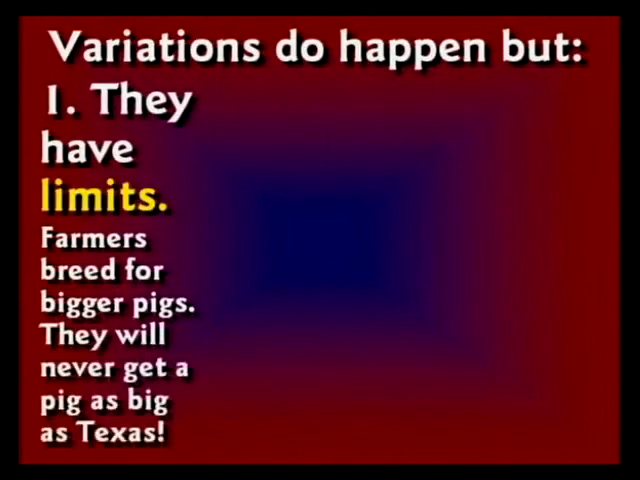 Variations do happen but:
1. They
have
limits.
Farmers
breed for
bigger pigs.
They will
never get a
pig as big
as Texas!